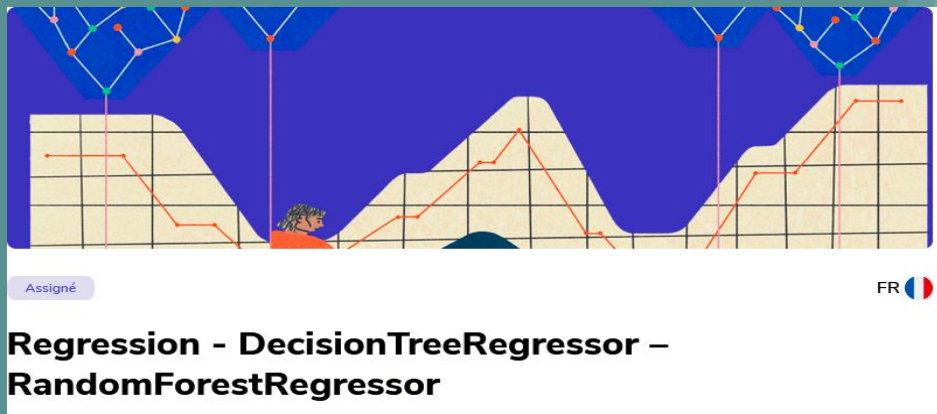 Assigné
FR
Regression - DecisionTreeRegressor –
RandomForestRegressor